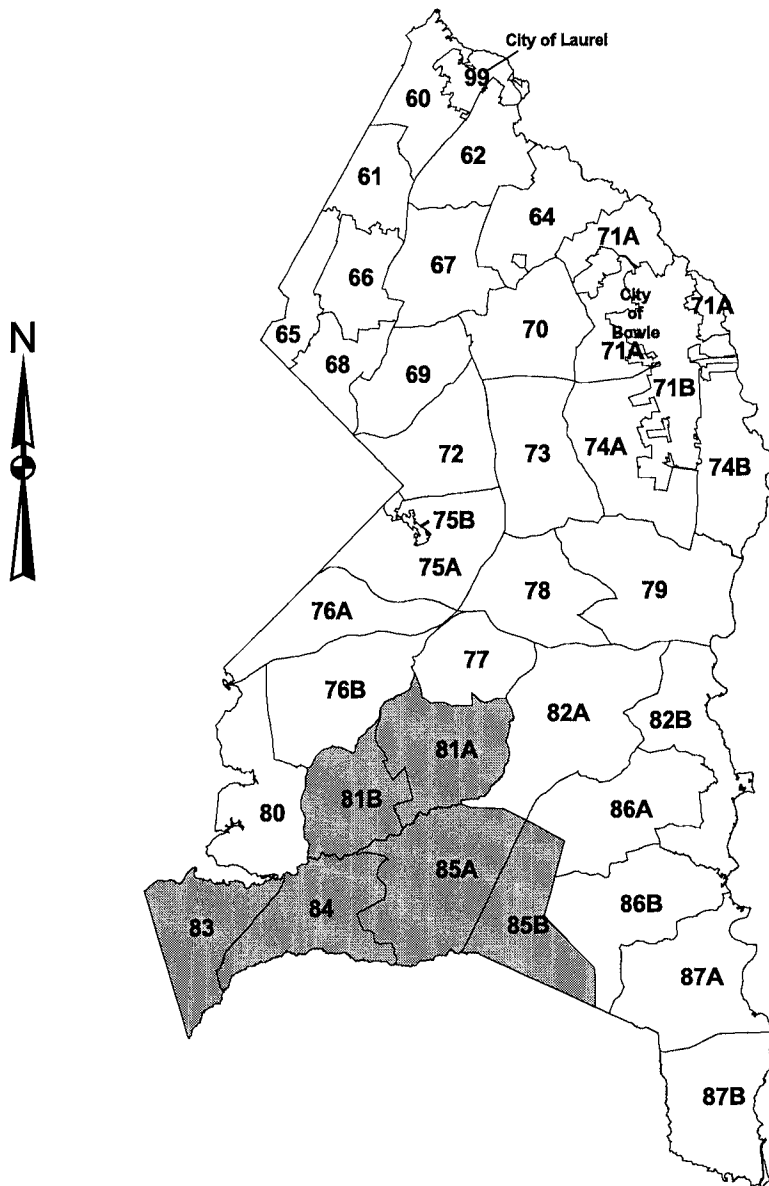 City of Laurel
99
60
62
61
64
71A
66
67
City
of
Bowie
71A
65
70
71A
68
69
71B
72
73
74A
74B
75B
75A
78
79
76A
77
76B
82A
82B
81A
81B
80
86A
85A
86B
84
83
85B
87A
87B
N